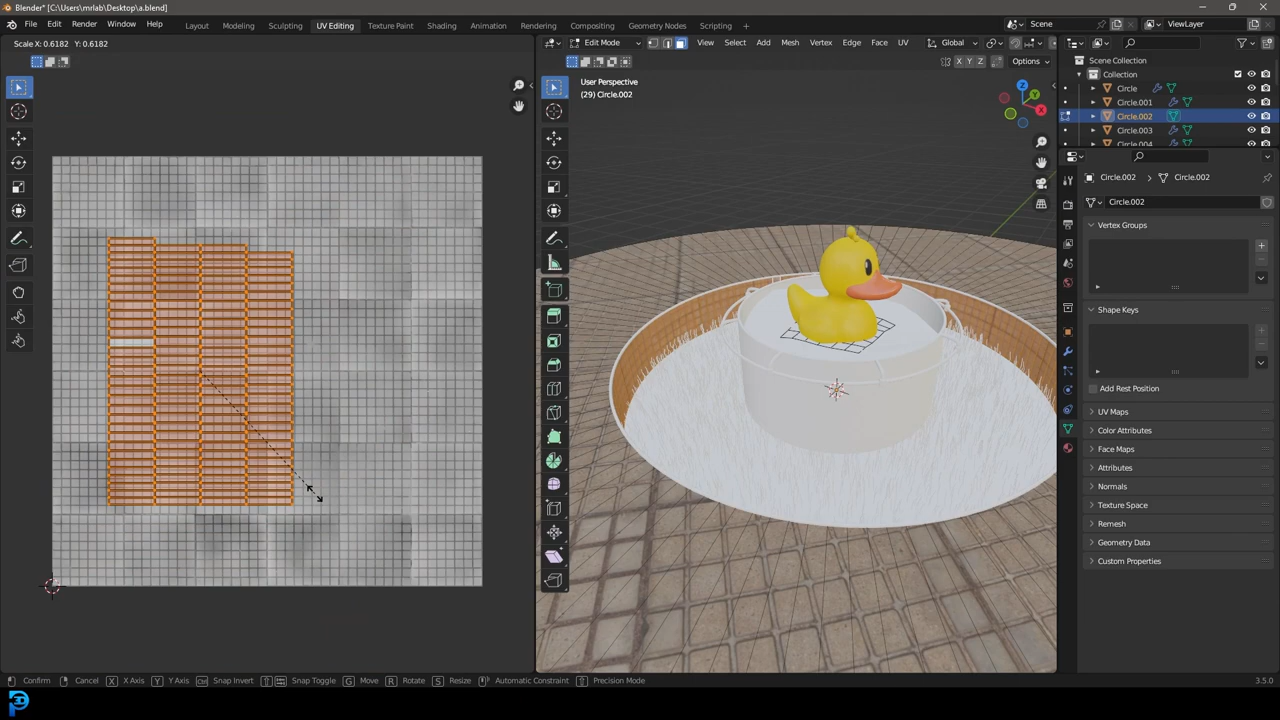 Blender* [C:\Users\mrlab\Desktop\a.blend]
File Edit Render Window Help Layout Modeling Sculpting UV Editing Texture Paint Shading Animation Rendering Compositing Geometry Nodes Scripting + Scene ViewLayer
Scale X: 0.6182 Y: 0.6182
Edit Mode View Select Add Mesh Vertex Edge Face UV Global
X Y Z Options
User Perspective
(29) Circle.002
Scene Collection
Collection
Circle
Circle.001
Circle.002
Circle.003
Circle.004
Circle.002 Circle.002
Circle.002
Vertex Groups
Shape Keys
Add Rest Position
UV Maps
Color Attributes
Face Maps
Attributes
Normals
Texture Space
Remesh
Geometry Data
Custom Properties
Confirm Cancel X X Axis Y Y Axis Ctrl Snap Invert Snap Toggle G Move R Rotate S Resize Automatic Constraint Precision Mode 3.5.0